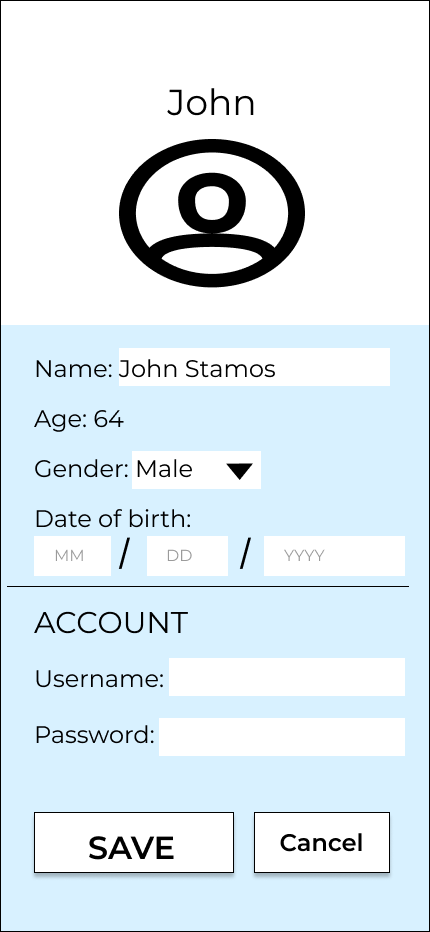 John
Name: John Stamos
Age: 64
Gender: Male
Date of birth:
MM / DD / YYYY
ACCOUNT
Username:
Password:
SAVE Cancel